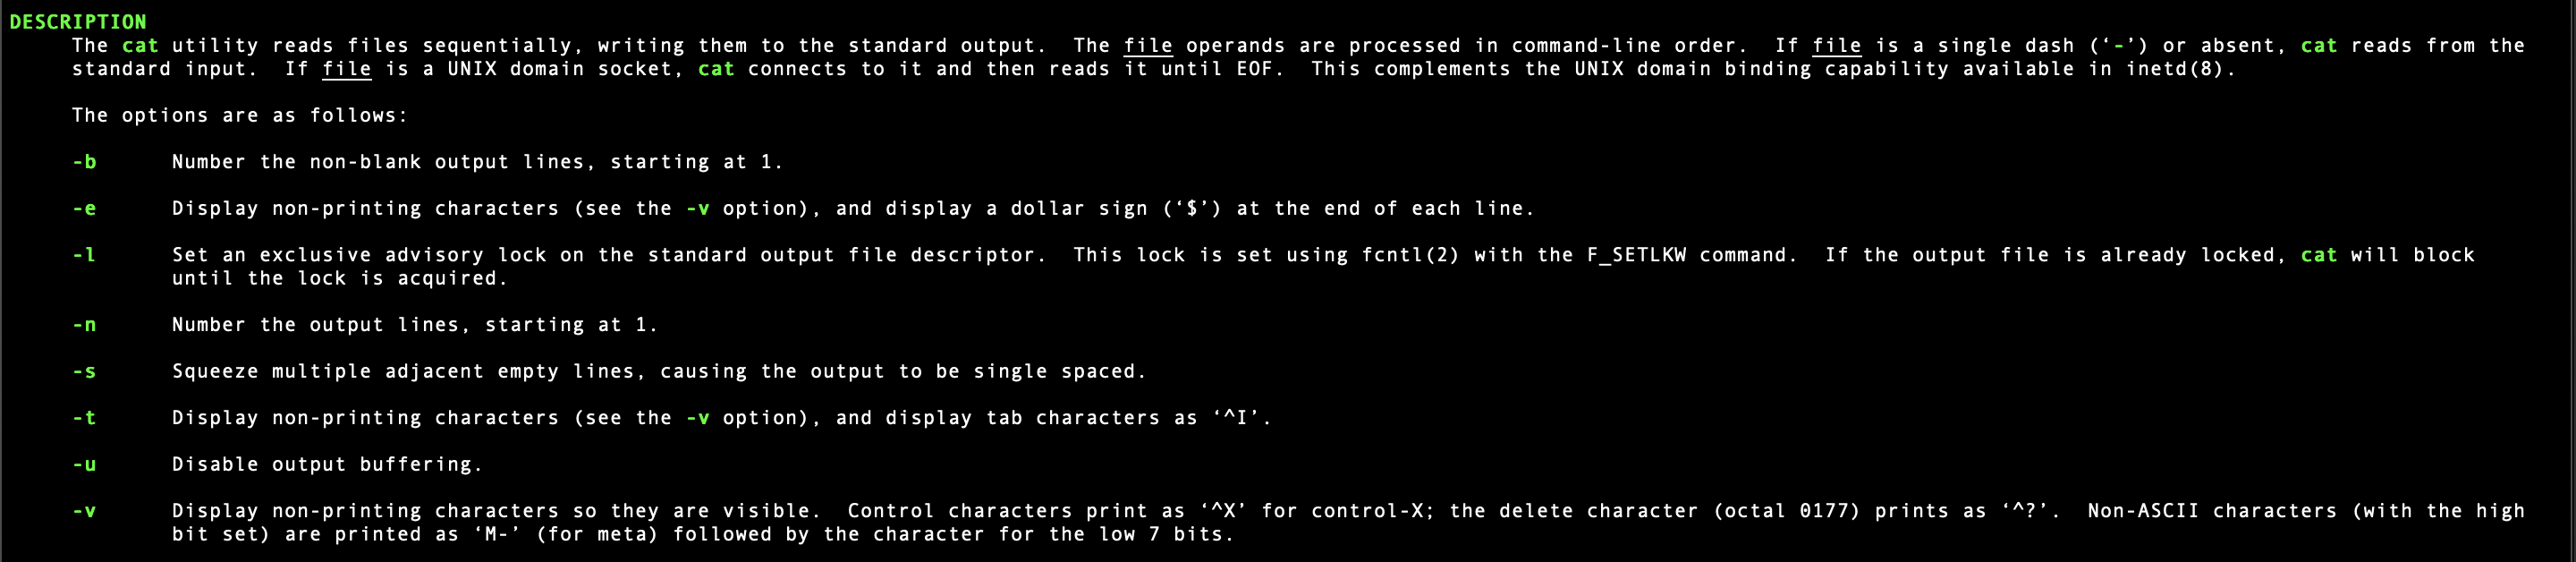 DESCRIPTION
The cat utility reads files sequentially, writing them to the standard output.  The file operands are processed in command-line order.  If file is a single dash (‘-’) or absent, cat reads from the
standard input.  If file is a UNIX domain socket, cat connects to it and then reads it until EOF.  This complements the UNIX domain binding capability available in inetd(8).
The options are as follows:
-b      Number the non-blank output lines, starting at 1.
-e      Display non-printing characters (see the -v option), and display a dollar sign (‘$’) at the end of each line.
-l      Set an exclusive advisory lock on the standard output file descriptor.  This lock is set using fcntl(2) with the F_SETLKW command.  If the output file is already locked, cat will block
until the lock is acquired.
-n      Number the output lines, starting at 1.
-s      Squeeze multiple adjacent empty lines, causing the output to be single spaced.
-t      Display non-printing characters (see the -v option), and display tab characters as ‘^I’.
-u      Disable output buffering.
-v      Display non-printing characters so they are visible.  Control characters print as ‘^X’ for control-X; the delete character (octal 0177) prints as ‘^?’.  Non-ASCII characters (with the high
bit set) are printed as ‘M-’ (for meta) followed by the character for the low 7 bits.